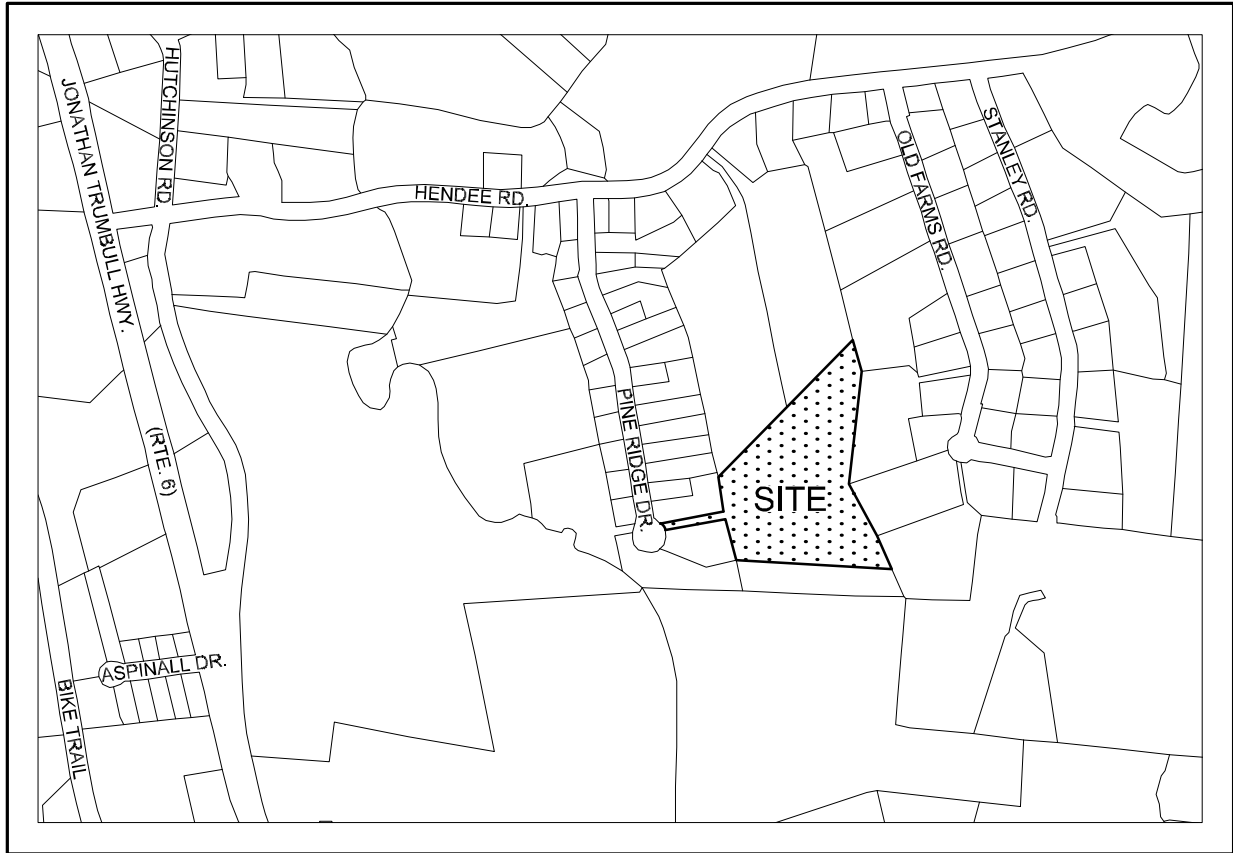 HUTCHINSON RD.
JONATHAN TRUMBULL HWY.
HENDEE RD.
OLD FARMS RD.
STANLEY RD.
PINE RIDGE DR.
(RTE. 6)
SITE
ASPINALL DR.
BIKE TRAIL